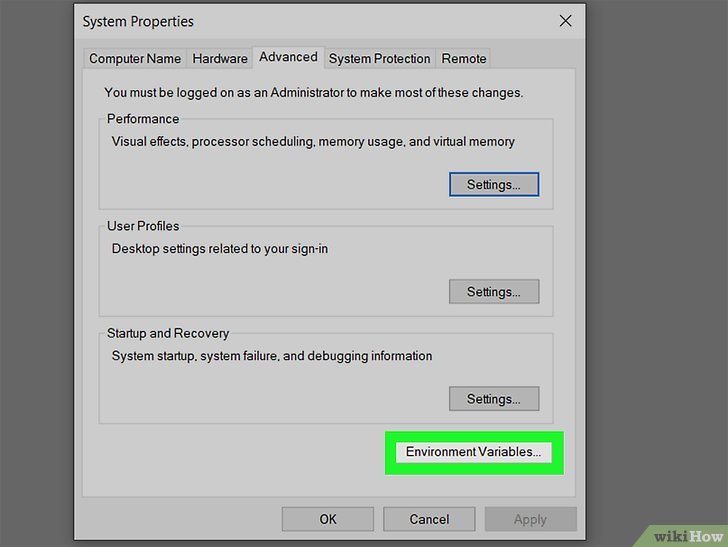 System Properties
Computer Name Hardware Advanced System Protection Remote
You must be logged on as an Administrator to make most of these changes.
Performance
Visual effects, processor scheduling, memory usage, and virtual memory
Settings...
User Profiles
Desktop settings related to your sign-in
Settings...
Startup and Recovery
System startup, system failure, and debugging information
Settings...
Environment Variables...
OK Cancel Apply
wikiHow